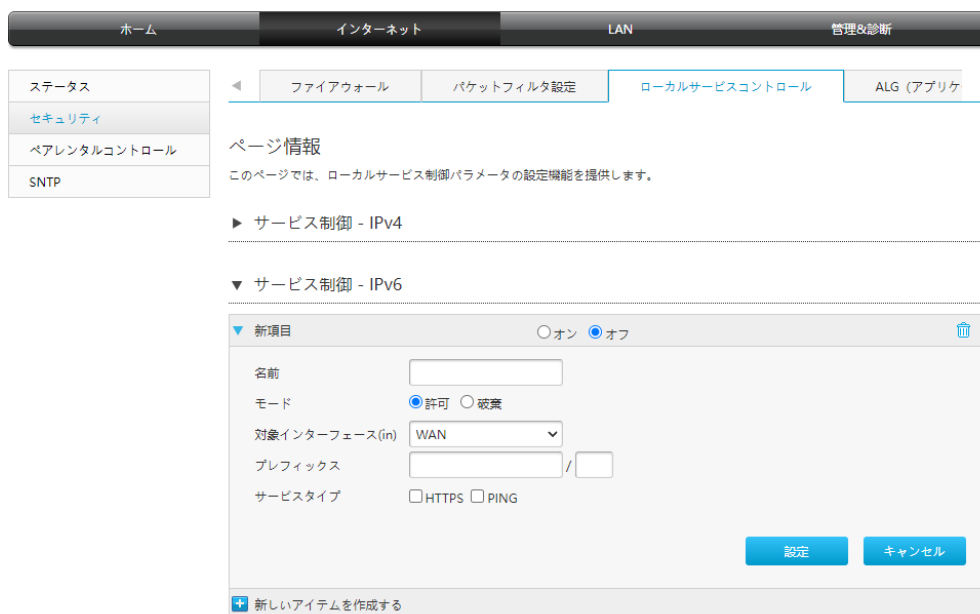 ホーム インターネット LAN 管理&診断
ステータス
セキュリティ
ペアレンタルコントロール
SNTP
ファイアウォール パケットフィルタ設定 ローカルサービスコントロール ALG（アプリケ
ページ情報
このページでは、ローカルサービス制御パラメータの設定機能を提供します。
サービス制御 - IPv4
サービス制御 - IPv6
新項目 オン オフ
名前
モード 許可 破棄
対象インターフェース(in) WAN
プレフィックス /
サービスタイプ HTTPS PING
設定 キャンセル
新しいアイテムを作成する